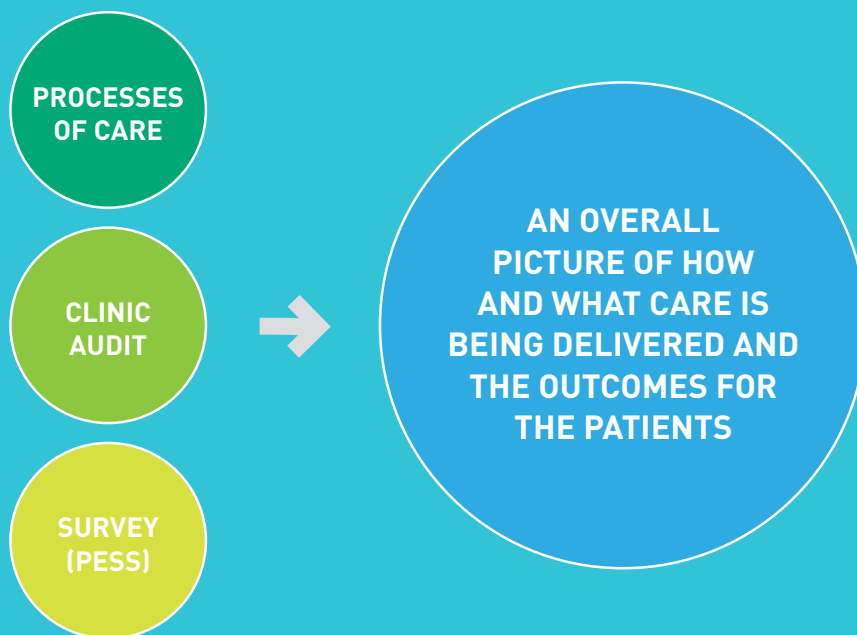 PROCESSES
OF CARE
CLINIC
AUDIT
SURVEY
(PESS)
AN OVERALL
PICTURE OF HOW
AND WHAT CARE IS
BEING DELIVERED AND
THE OUTCOMES FOR
THE PATIENTS